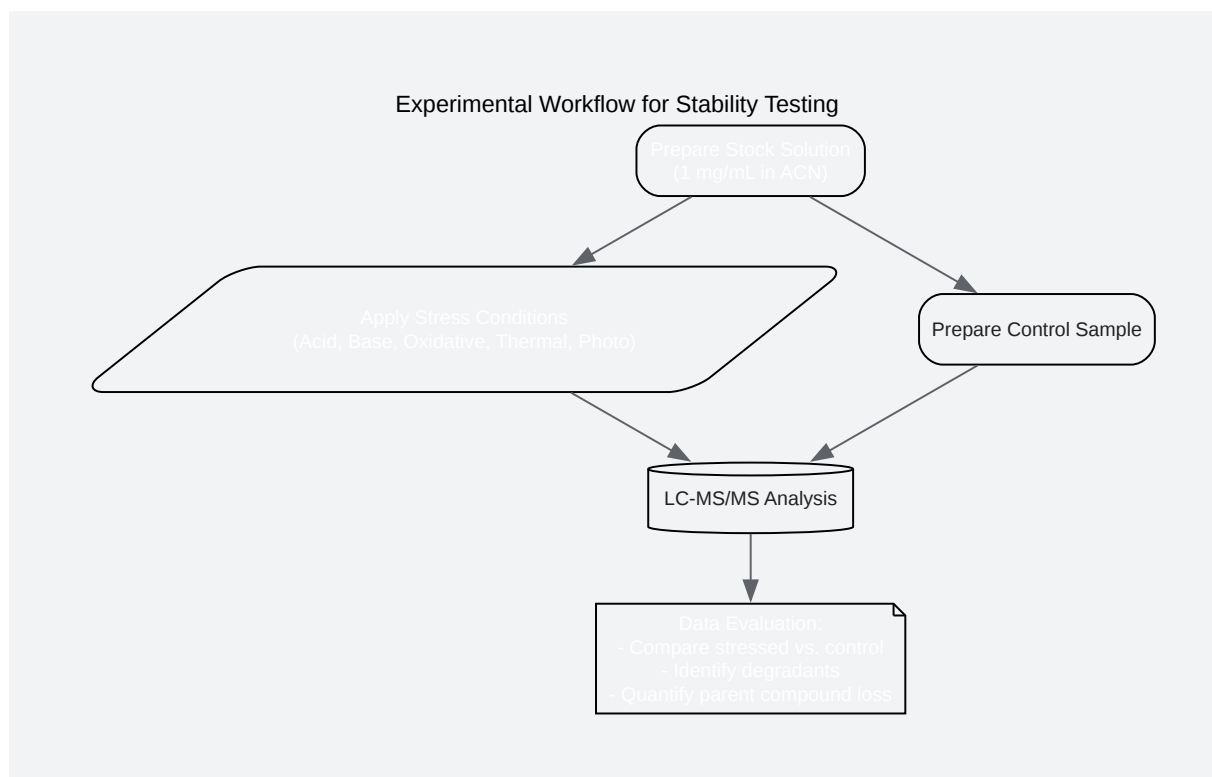 Experimental Workflow for Stability Testing
Prepare Stock Solution
(1 mg/mL in ACN)
Apply Stress Conditions
(Acid, Base, Oxidative, Thermal, Photo)
Prepare Control Sample
LC-MS/MS Analysis
Data Evaluation:
- Compare stressed vs. control
- Identify degradants
- Quantify parent compound loss